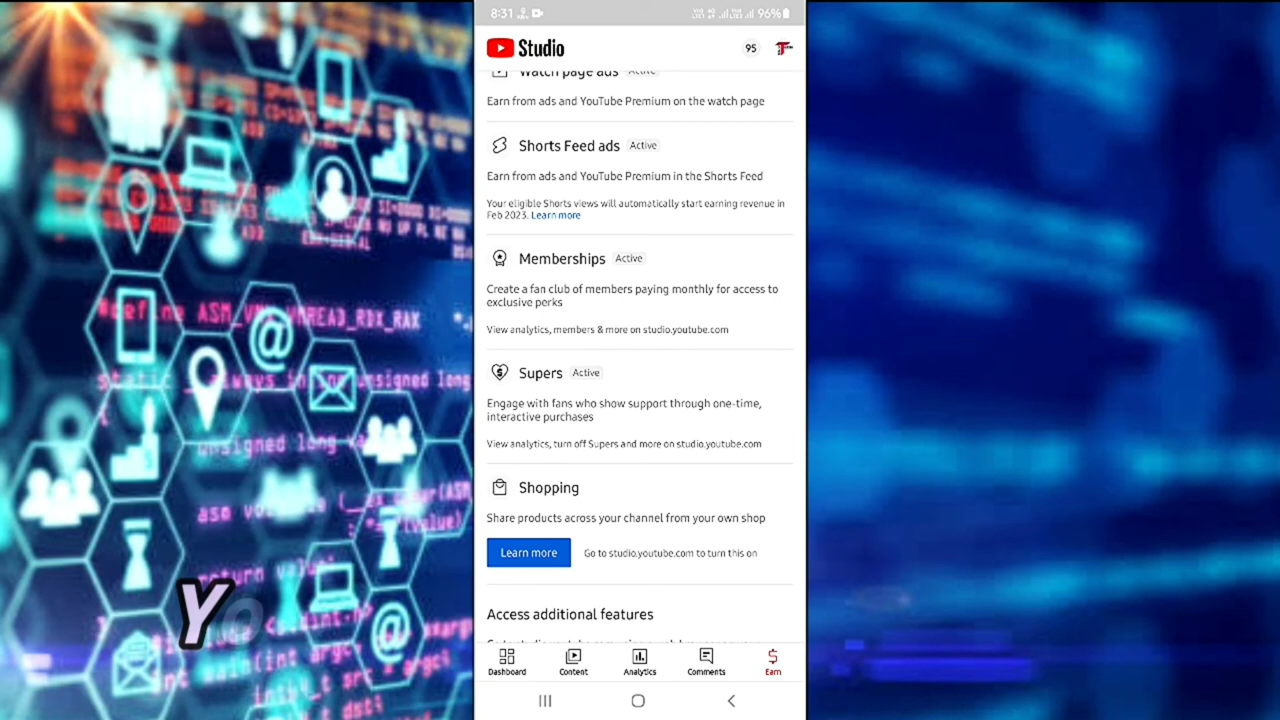 8:31
96%
Studio
95
Watch page ads Active
Earn from ads and YouTube Premium on the watch page
Shorts Feed ads Active
Earn from ads and YouTube Premium in the Shorts Feed
Your eligible Shorts views will automatically start earning revenue in
Feb 2023. Learn more
Memberships Active
Create a fan club of members paying monthly for access to
exclusive perks
View analytics, members & more on studio.youtube.com
Supers Active
Engage with fans who show support through one-time,
interactive purchases
View analytics, turn off Supers and more on studio.youtube.com
Shopping
Share products across your channel from your own shop
Learn more
Go to studio.youtube.com to turn this on
Access additional features
Dashboard
Content
Analytics
Comments
Earn
Yo